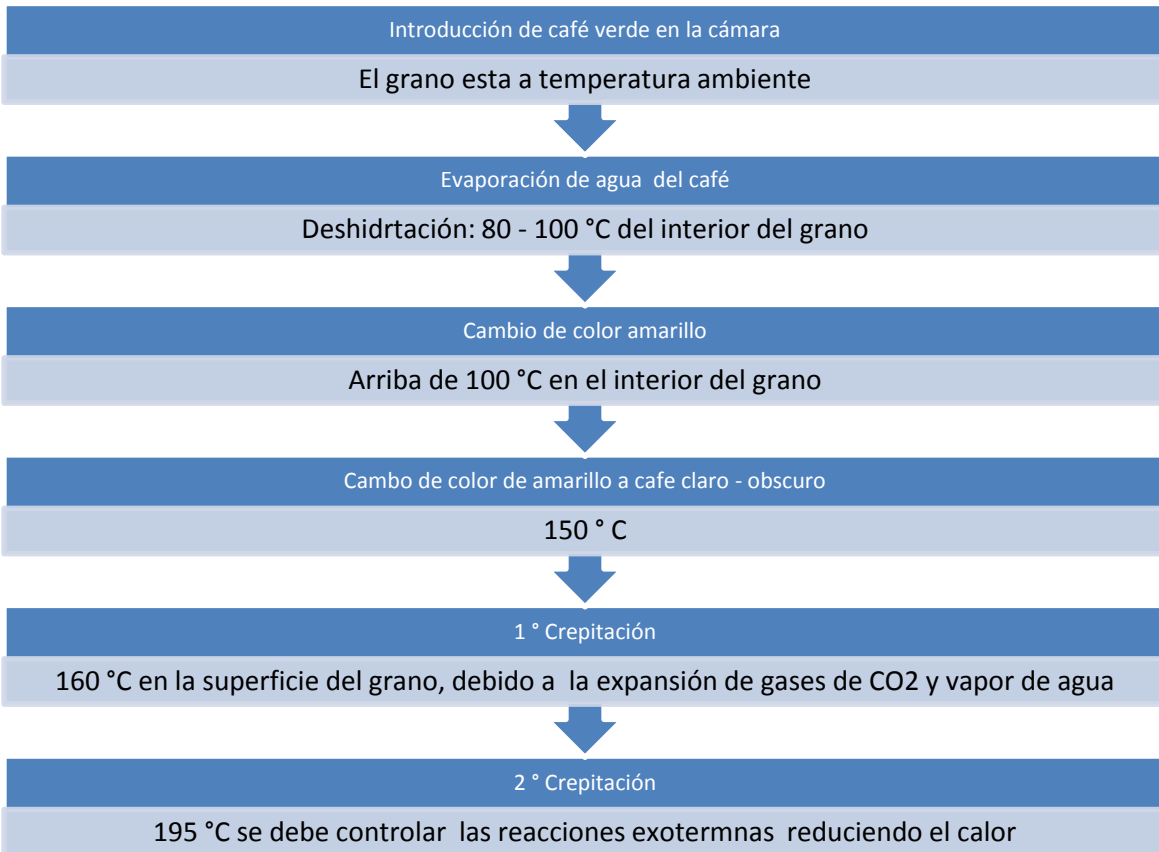 Introducción de café verde en la cámara
El grano esta a temperatura ambiente
Evaporación de agua del café
Deshidrtación: 80 - 100 °C del interior del grano
Cambio de color amarillo
Arriba de 100 °C en el interior del grano
Cambo de color de amarillo a cafe claro - obscuro
150 ° C
1 ° Crepitación
160 °C en la superficie del grano, debido a la expansión de gases de CO2 y vapor de agua
2 ° Crepitación
195 °C se debe controlar las reacciones exotermnas reduciendo el calor